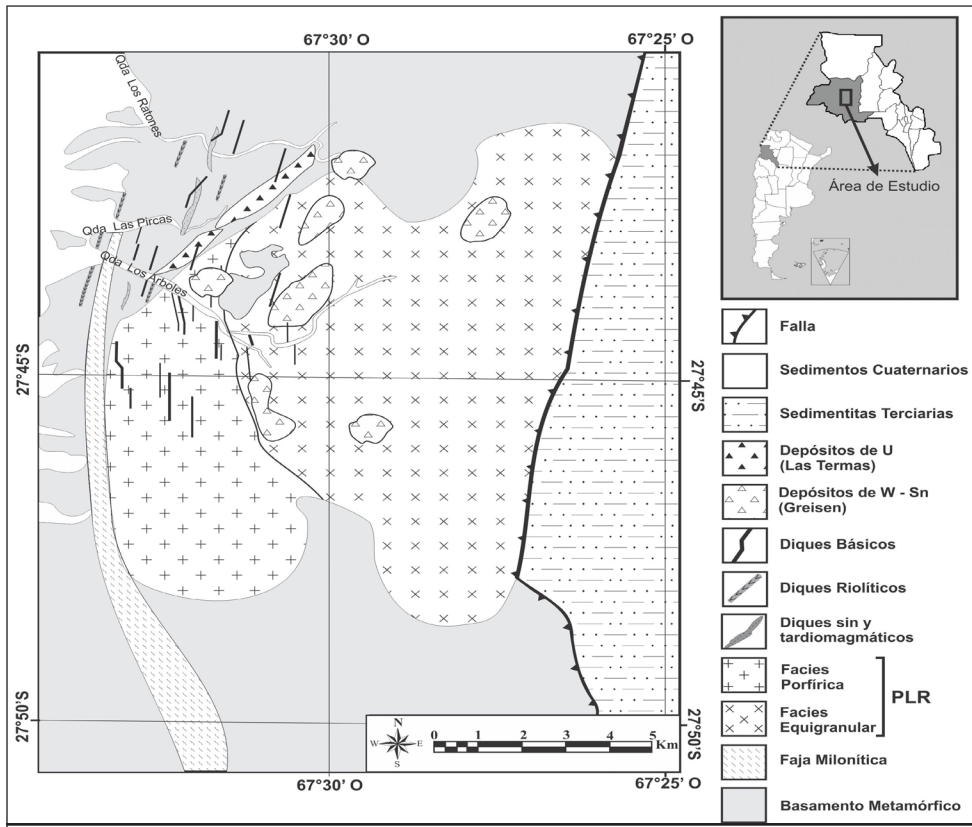 67°30' O
67°25' O
Qda Los Ratones
Qda Las Pircas
Qda Los Arboles
27°45'S
27°45'S
27°50'S
27°50'S
N
W
E
S
0 1 2 3 4 5
Km
67°30' O
67°25' O
Área de Estudio
Falla
Sedimentos Cuaternarios
Sedimentitas Terciarias
Depósitos de U
(Las Termas)
Depósitos de W - Sn
(Greisen)
Diques Básicos
Diques Riolíticos
Diques sin y
tardiomagmáticos
Facies
Porfírica
Facies
Equigranular
PLR
Faja Milonítica
Basamento Metamórfico